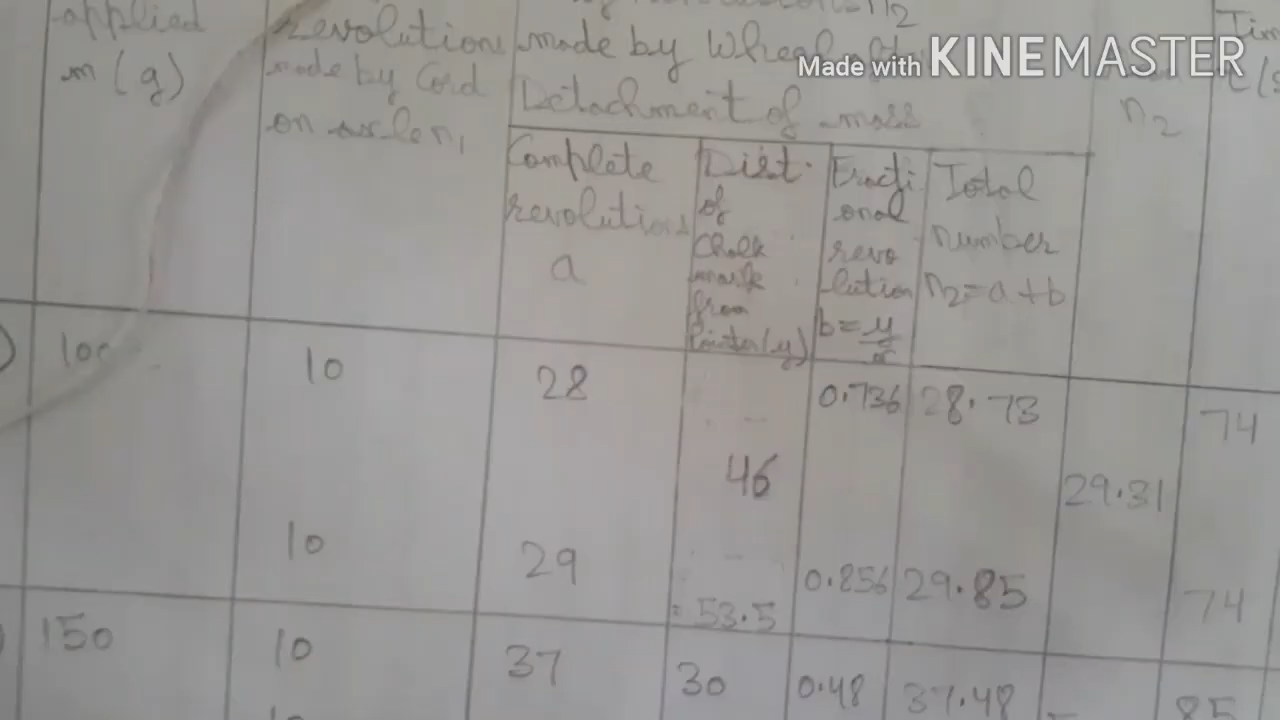 applied
m (g)
revolutions
made by Cord
on axle n1
n2
made by Wheel after
Detachment of mass
Complete
revolutions
a
Dist.
of
Chalk
mark
from
Pointer(y)
Fracti
onal
revo
lution
b = y/x
Total
number
n2 = a + b
n2
Made with KINEMASTER
100
10
28
0.736
28.73
74
46
29.31
10
29
= 53.5
0.856
29.85
74
150
10
37
30
0.48
37.48
85